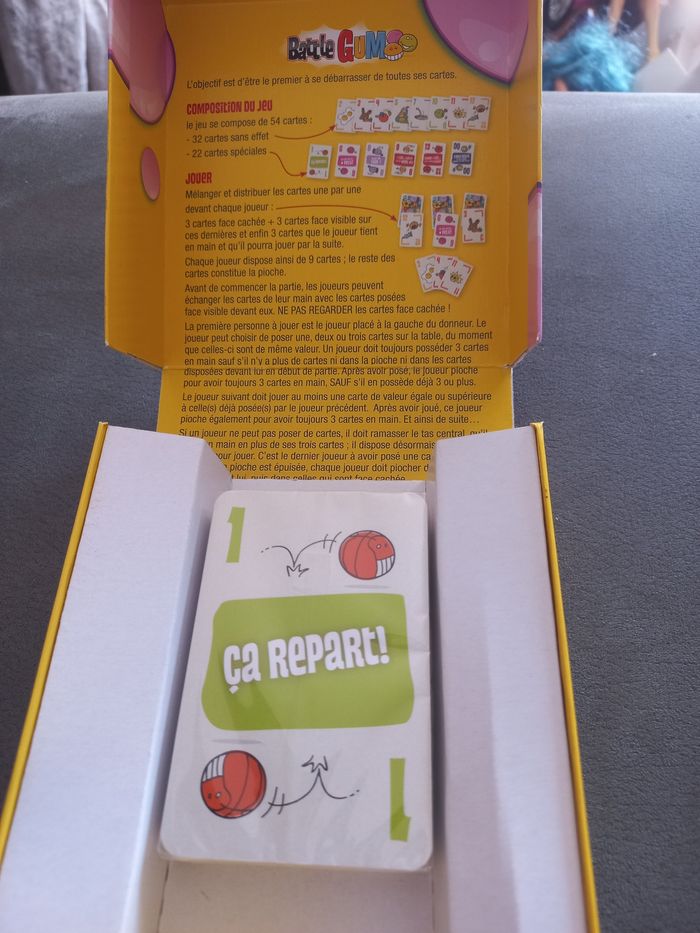 Battle GUM
L'objectif est d'être le premier à se débarrasser de toutes ses cartes.
COMPOSITION DU JEU
le jeu se compose de 54 cartes :
- 32 cartes sans effet
- 22 cartes spéciales
JOUER
Mélanger et distribuer les cartes une par une
devant chaque joueur :
3 cartes face cachée + 3 cartes face visible sur
ces dernières et enfin 3 cartes que le joueur tient
en main et qu'il pourra jouer par la suite.
Chaque joueur dispose ainsi de 9 cartes ; le reste des
cartes constitue la pioche.
Avant de commencer la partie, les joueurs peuvent
échanger les cartes de leur main avec les cartes posées
face visible devant eux. NE PAS REGARDER les cartes face cachée !
La première personne à jouer est le joueur placé à la gauche du donneur. Le
joueur peut choisir de poser une, deux ou trois cartes sur la table, du moment
que celles-ci sont de même valeur. Un joueur doit toujours posséder 3 cartes
en main sauf s'il n'y a plus de cartes ni dans la pioche ni dans les cartes
disposées devant lui en début de partie. Après avoir posé, le joueur pioche
pour avoir toujours 3 cartes en main, SAUF s'il en possède déjà 3 ou plus.
Le joueur suivant doit jouer au moins une carte de valeur égale ou supérieure
à celle(s) déjà posée(s) par le joueur précédent. Après avoir joué, ce joueur
pioche également pour avoir toujours 3 cartes en main. Et ainsi de suite...
Si un joueur ne peut pas poser de cartes, il doit ramasser le tas central, qu'il
en main en plus de ses trois cartes ; il dispose désormais
pour jouer. C'est le dernier joueur à avoir posé une ca
pioche est épuisée, chaque joueur doit piocher d
lui, puis dans celles qui sont face cachée
1
Ça Repart!
1